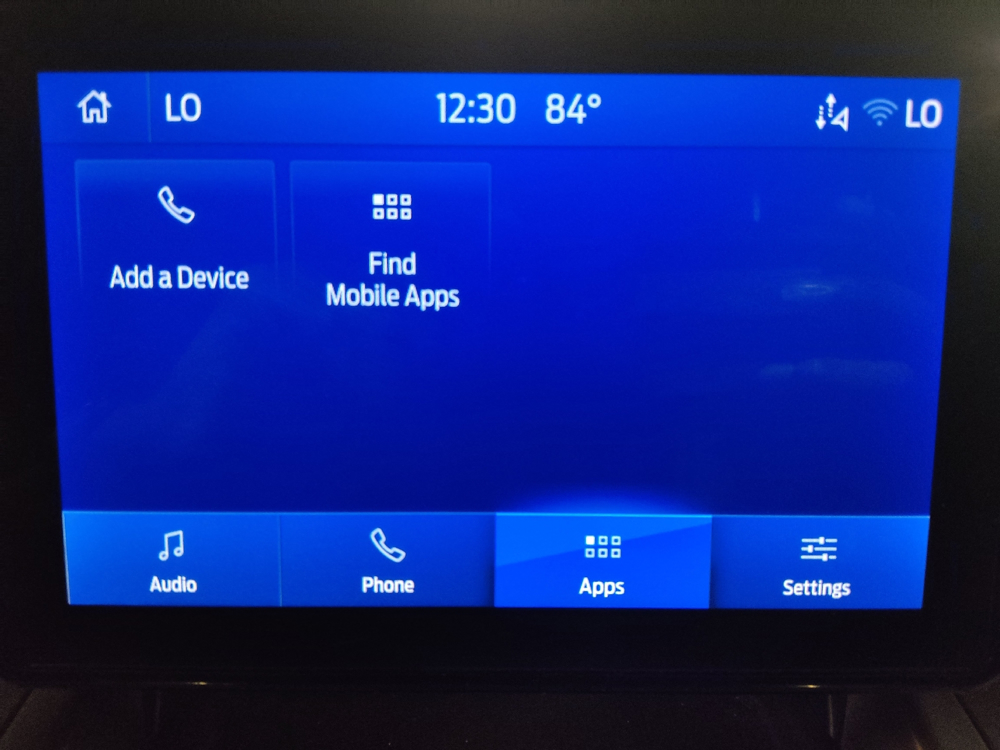 LO 12:30 84° LO
Add a Device
Find
Mobile Apps
Audio Phone Apps Settings